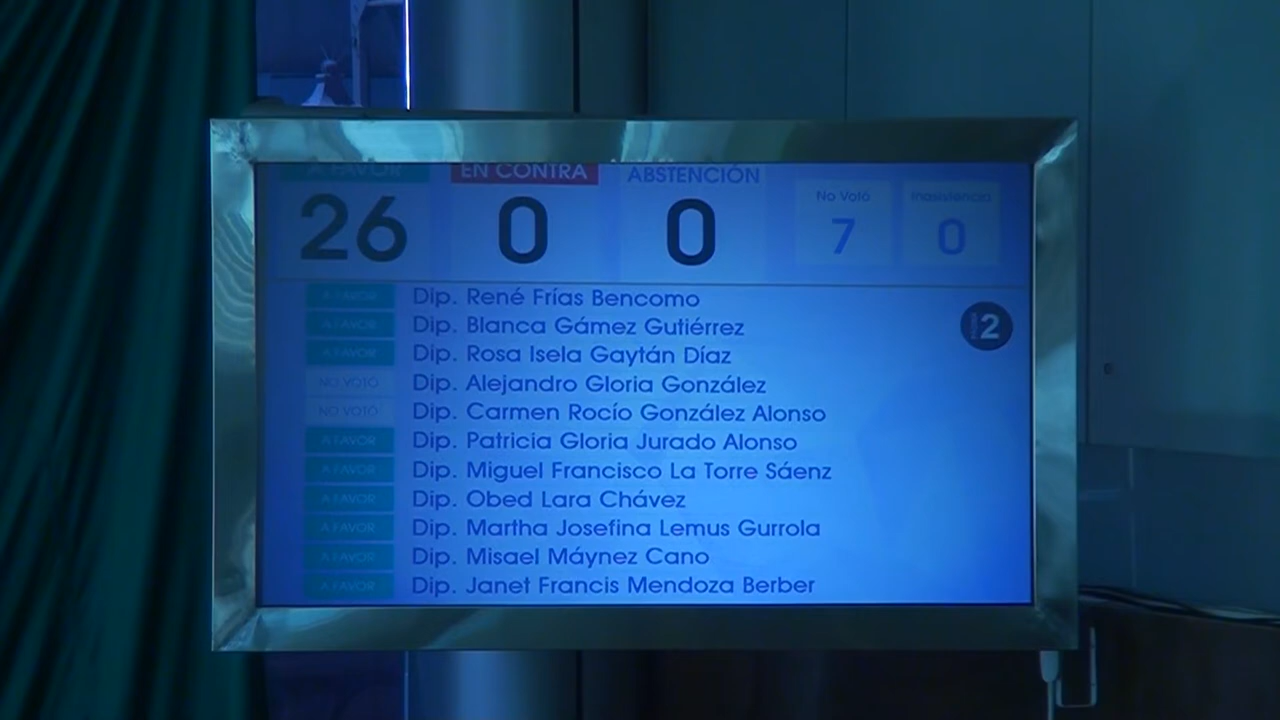 A FAVOR EN CONTRA ABSTENCIÓN No Votó Inasistencia
26 0 0 7 0
A FAVOR Dip. René Frías Bencomo
A FAVOR Dip. Blanca Gámez Gutiérrez
A FAVOR Dip. Rosa Isela Gaytán Díaz
NO VOTÓ Dip. Alejandro Gloria González
NO VOTÓ Dip. Carmen Rocío González Alonso
A FAVOR Dip. Patricia Gloria Jurado Alonso
A FAVOR Dip. Miguel Francisco La Torre Sáenz
A FAVOR Dip. Obed Lara Chávez
A FAVOR Dip. Martha Josefina Lemus Gurrola
A FAVOR Dip. Misael Máynez Cano
A FAVOR Dip. Janet Francis Mendoza Berber
2